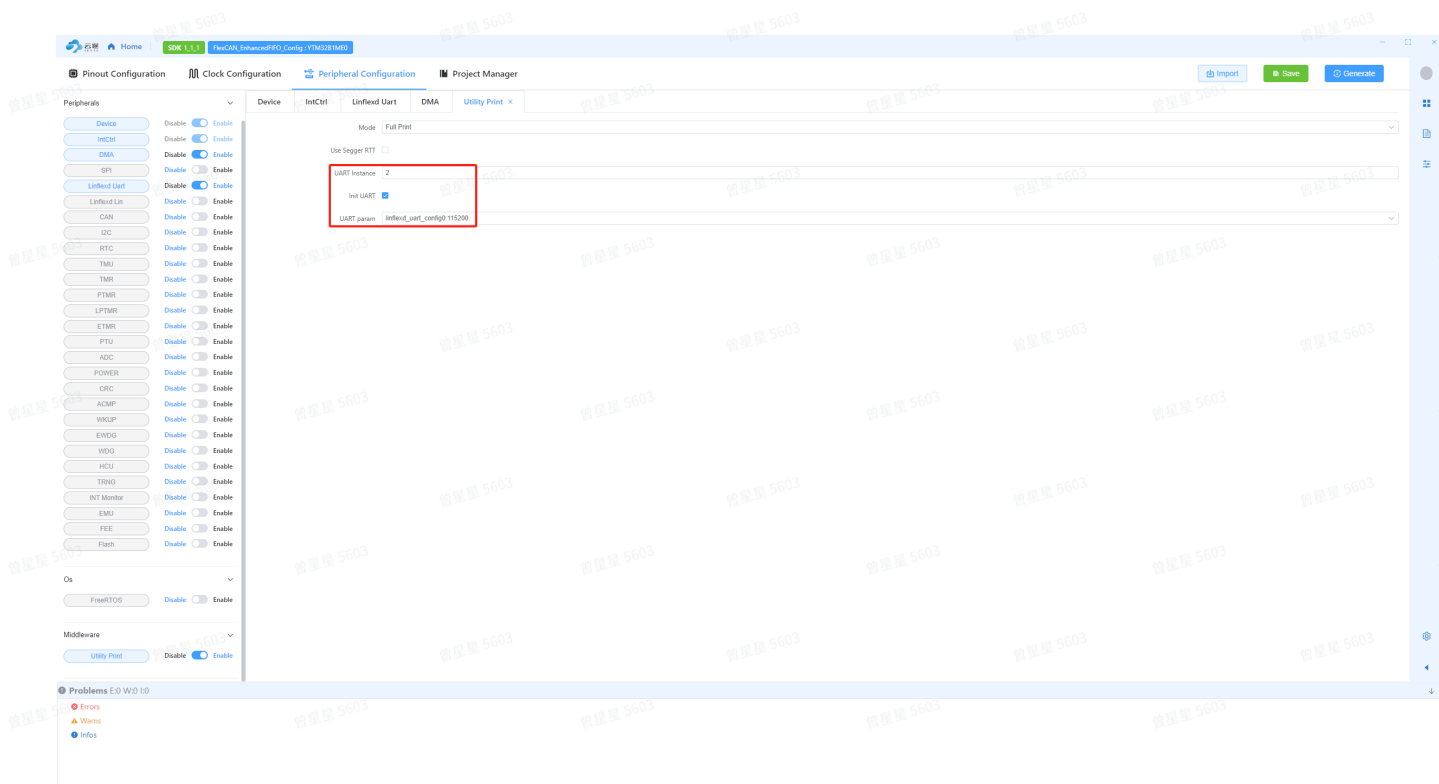 云途 Home SDK 1_1_1 FlexCAN_EnhancedFIFO_Config : YTM32B1ME0
Pinout Configuration Clock Configuration Peripheral Configuration Project Manager Import Save Generate
Peripherals Device IntCtrl Linflexd Uart DMA Utility Print ×
Device Disable Enable
IntCtrl Disable Enable
DMA Disable Enable
SPI Disable Enable
Linflexd Uart Disable Enable
Linflexd Lin Disable Enable
CAN Disable Enable
I2C Disable Enable
RTC Disable Enable
TMU Disable Enable
TMR Disable Enable
PTMR Disable Enable
LPTMR Disable Enable
ETMR Disable Enable
PTU Disable Enable
ADC Disable Enable
POWER Disable Enable
CRC Disable Enable
ACMP Disable Enable
WKUP Disable Enable
EWDG Disable Enable
WDG Disable Enable
HCU Disable Enable
TRNG Disable Enable
INT Monitor Disable Enable
EMU Disable Enable
FEE Disable Enable
Flash Disable Enable
Os
FreeRTOS Disable Enable
Middleware
Utility Print Disable Enable
Mode Full Print
Use Segger RTT
UART Instance 2
Init UART
UART param linflexd_uart_config0:115200
Problems E:0 W:0 I:0
Errors
Warns
Infos
曾星星 5603